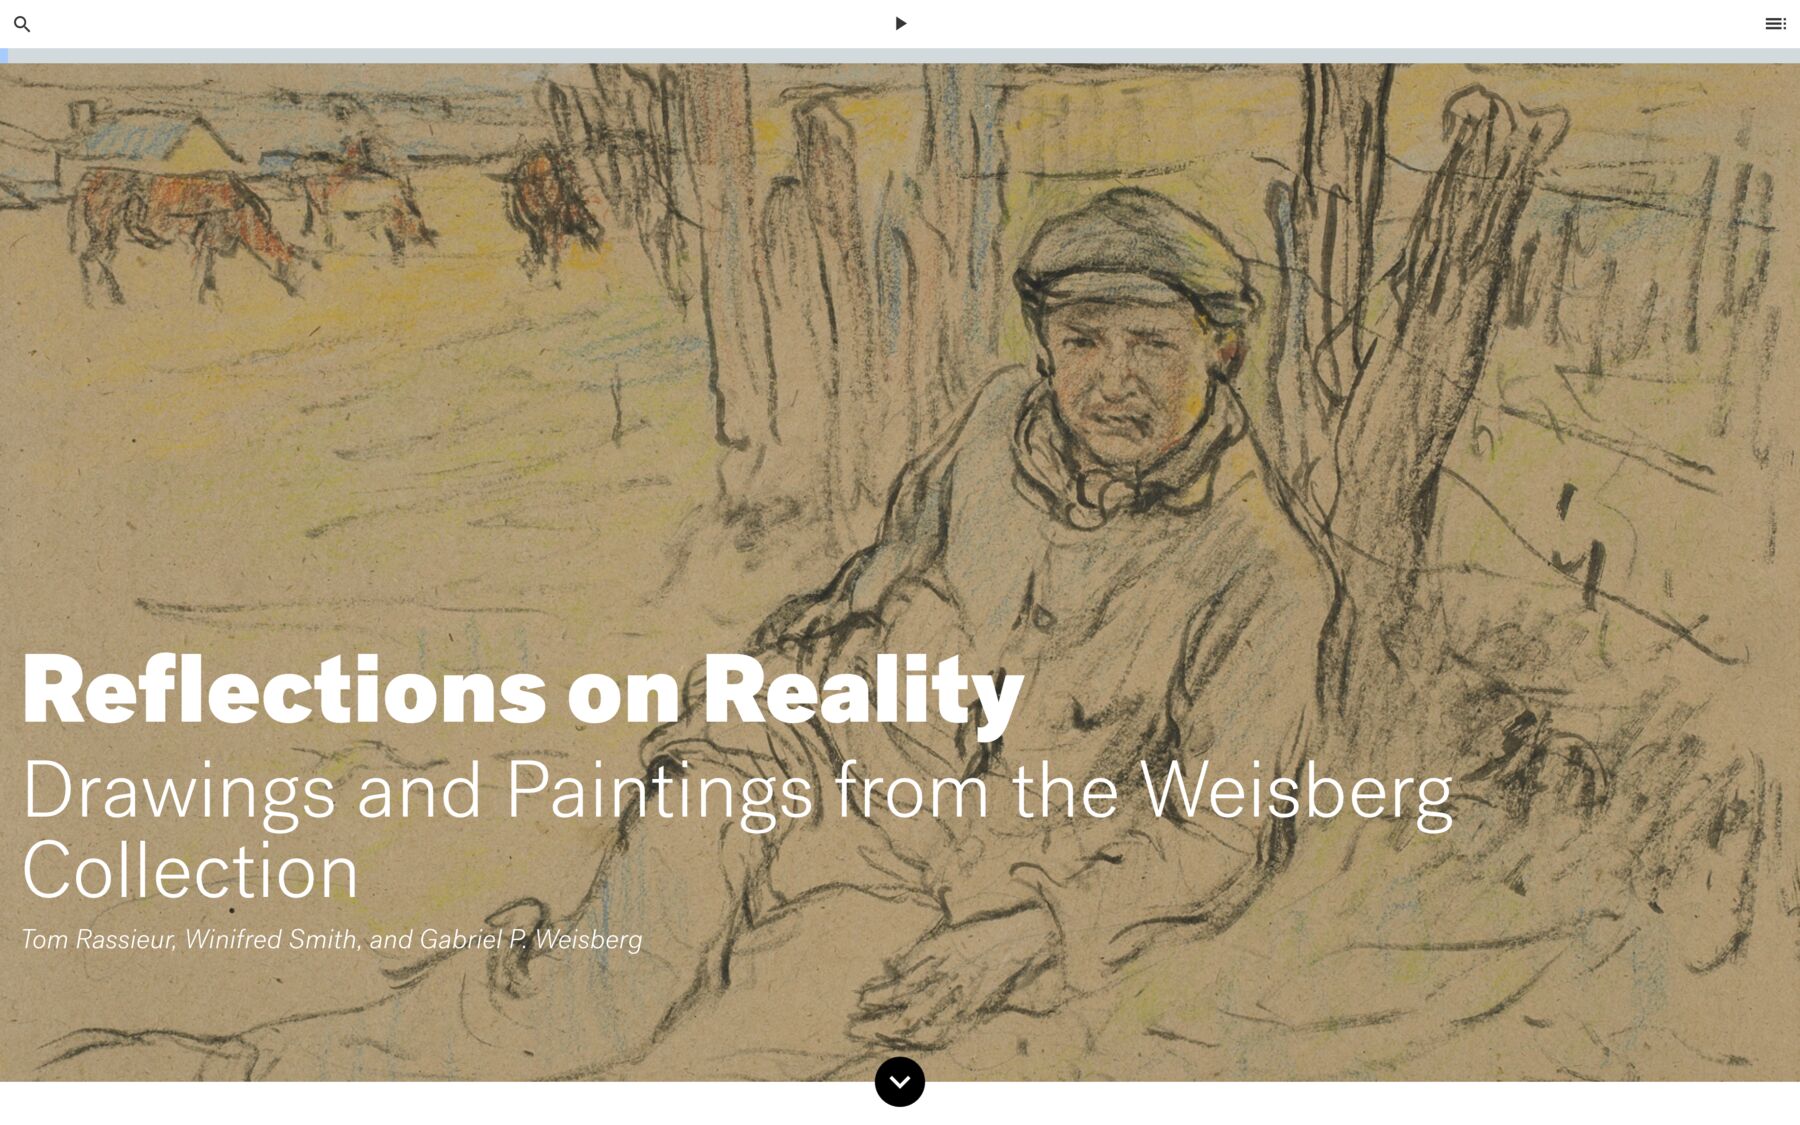 Reflections on Reality
Drawings and Paintings from the Weisberg
Collection
Tom Rassieur, Winifred Smith, and Gabriel P. Weisberg